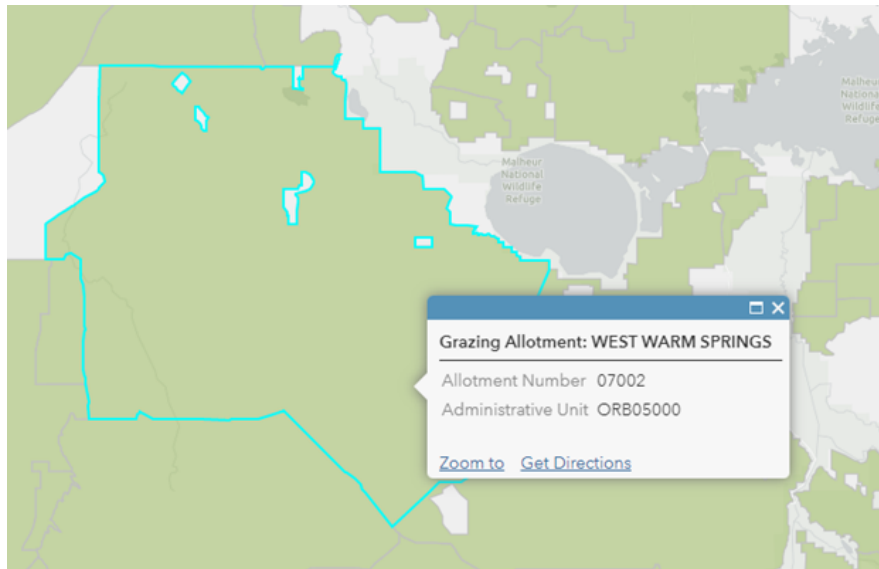 Malheur
National
Wildlife
Refuge
Malheur
National
Wildlife
Refuge
Grazing Allotment: WEST WARM SPRINGS
Allotment Number 07002
Administrative Unit ORB05000
Zoom to Get Directions